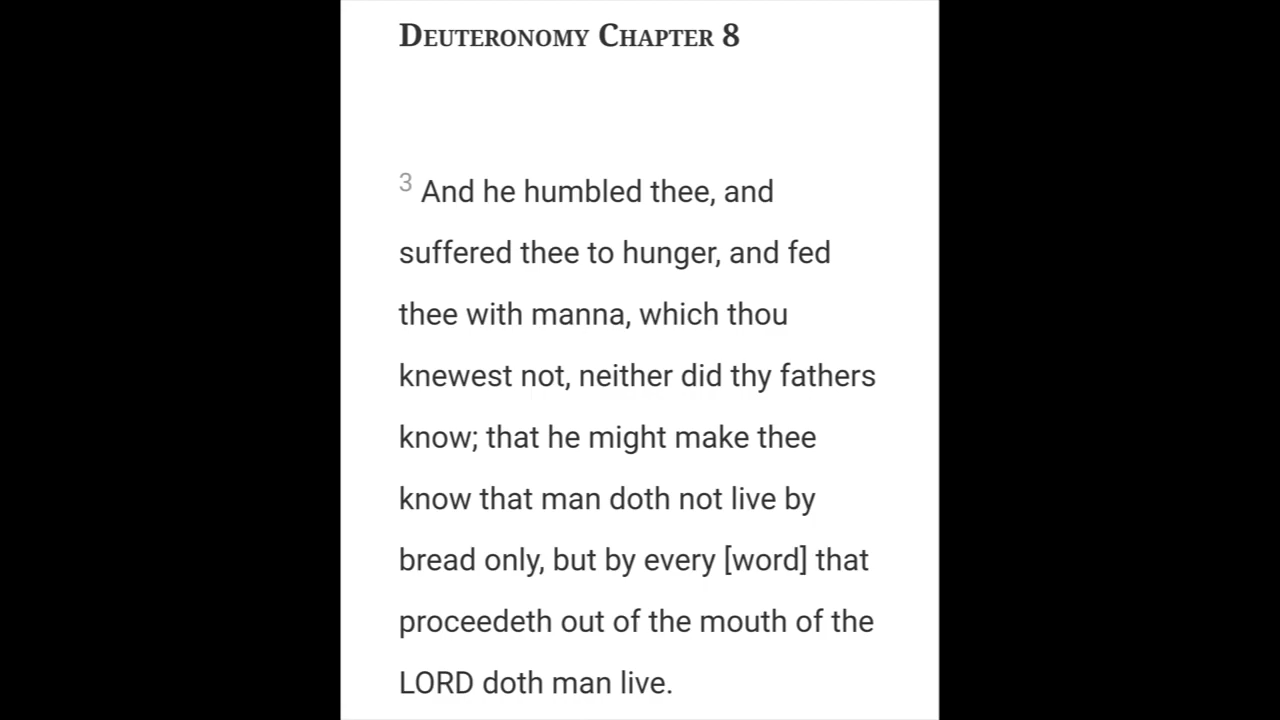 Deuteronomy Chapter 8
3 And he humbled thee, and
suffered thee to hunger, and fed
thee with manna, which thou
knewest not, neither did thy fathers
know; that he might make thee
know that man doth not live by
bread only, but by every [word] that
proceedeth out of the mouth of the
LORD doth man live.